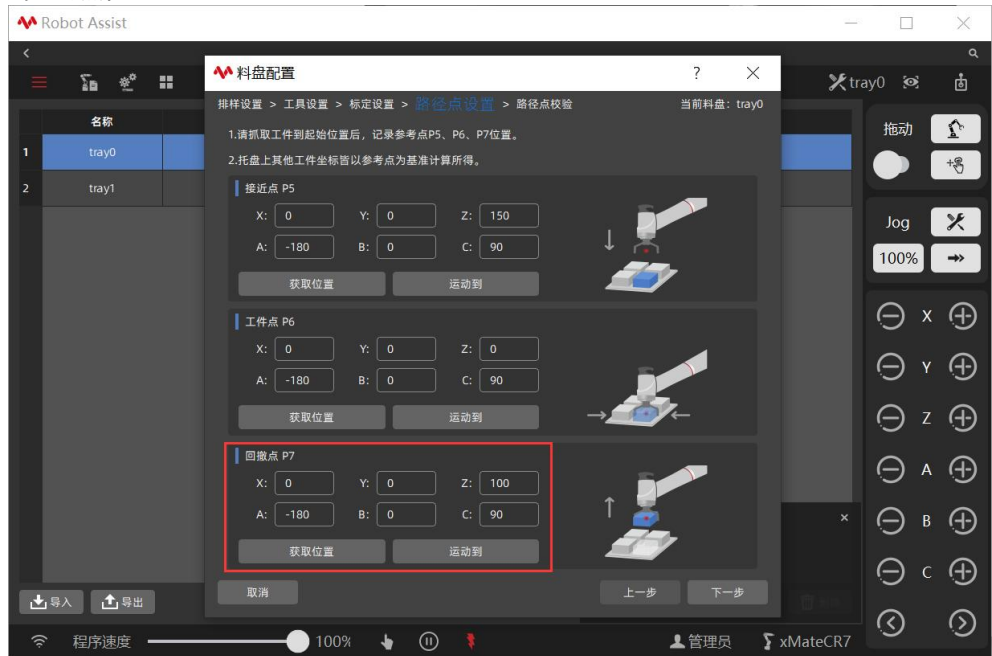 Robot Assist
料盘配置
?
tray0
排样设置 > 工具设置 > 标定设置 > 路径点设置 > 路径点校验
当前料盘: tray0
名称
1 tray0
2 tray1
1.请抓取工件到起始位置后，记录参考点P5、P6、P7位置。
2.托盘上其他工件坐标皆以参考点为基准计算所得。
接近点 P5
X: 0 Y: 0 Z: 150
A: -180 B: 0 C: 90
获取位置 运动到
工件点 P6
X: 0 Y: 0 Z: 0
A: -180 B: 0 C: 90
获取位置 运动到
回撤点 P7
X: 0 Y: 0 Z: 100
A: -180 B: 0 C: 90
获取位置 运动到
取消 上一步 下一步
拖动
Jog
100%
X
Y
Z
A
B
C
导入 导出
程序速度 100% 管理员 xMateCR7